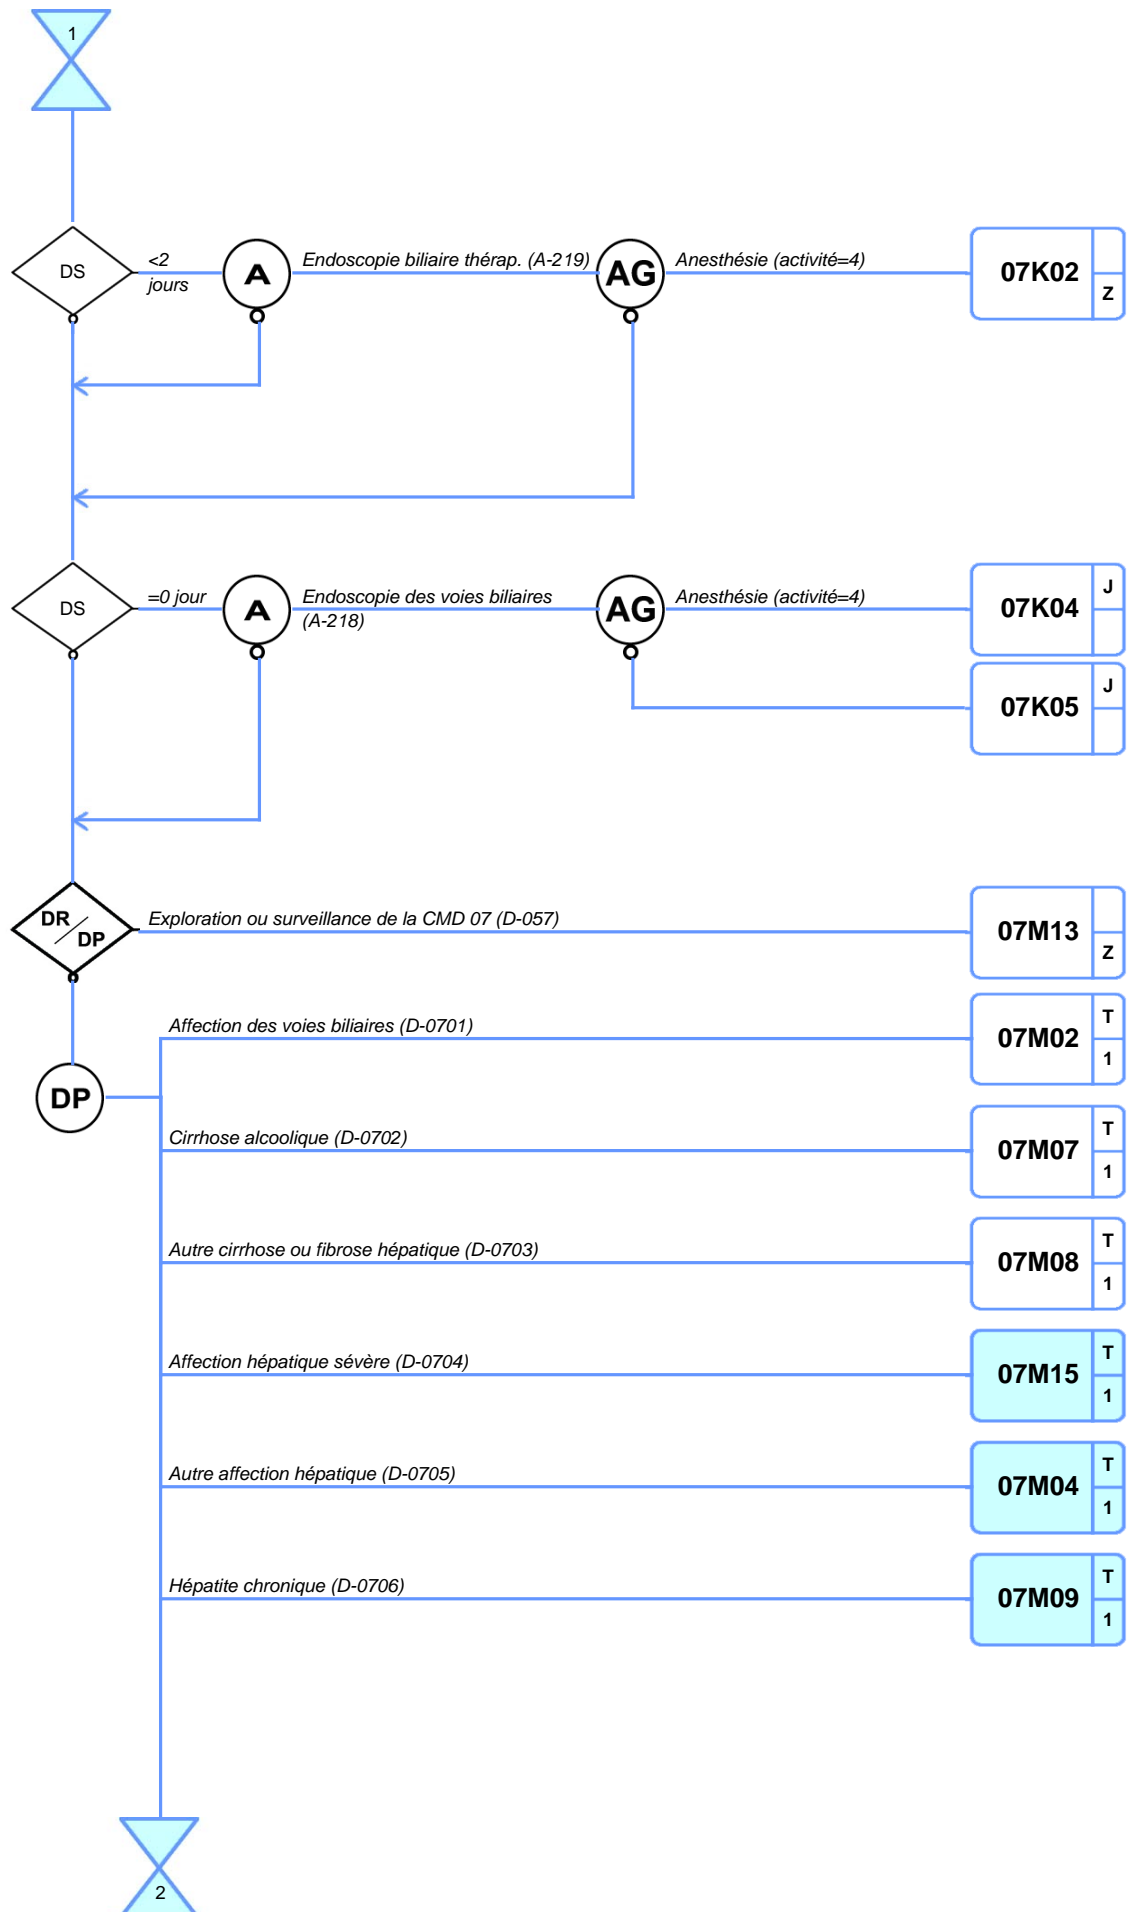 1
DS
<2
jours
A
Endoscopie biliaire thérap. (A-219)
AG
Anesthésie (activité=4)
07K02
Z
DS
=0 jour
A
Endoscopie des voies biliaires
(A-218)
AG
Anesthésie (activité=4)
07K04
J
07K05
J
DR
DP
Exploration ou surveillance de la CMD 07 (D-057)
07M13
Z
DP
Affection des voies biliaires (D-0701)
07M02
T
1
Cirrhose alcoolique (D-0702)
07M07
T
1
Autre cirrhose ou fibrose hépatique (D-0703)
07M08
T
1
Affection hépatique sévère (D-0704)
07M15
T
1
Autre affection hépatique (D-0705)
07M04
T
1
Hépatite chronique (D-0706)
07M09
T
1
2